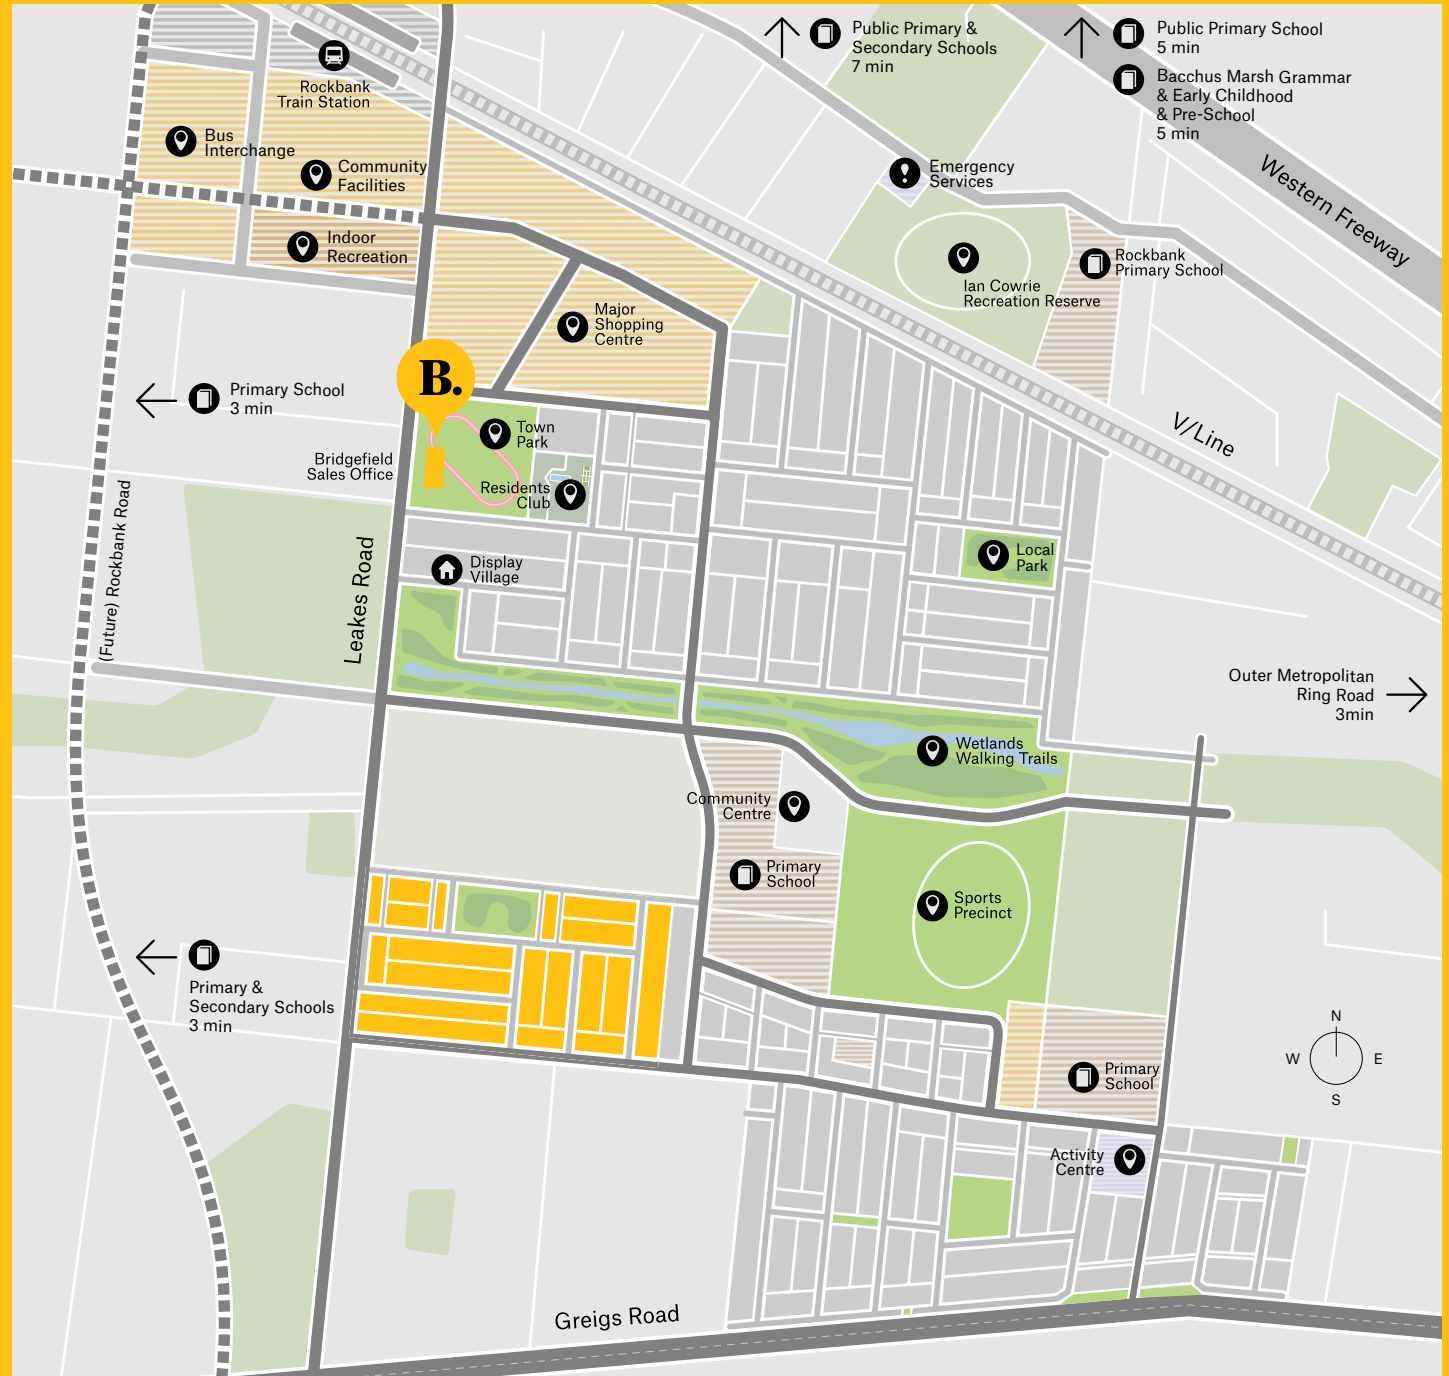 Public Primary &
Secondary Schools
7 min
Public Primary School
5 min
Bacchus Marsh Grammar
& Early Childhood
& Pre-School
5 min
Rockbank
Train Station
Bus
Interchange
Community
Facilities
Emergency
Services
Western Freeway
Indoor
Recreation
Rockbank
Primary School
Ian Cowrie
Recreation Reserve
Major
Shopping
Centre
B.
Primary School
3 min
V/Line
Town
Park
Bridgefield
Sales Office
Residents
Club
(Future) Rockbank Road
Leakes Road
Display
Village
Local
Park
Outer Metropolitan
Ring Road
3min
Wetlands
Walking Trails
Community
Centre
Primary
School
Sports
Precinct
Primary &
Secondary Schools
3 min
N
W
E
S
Primary
School
Activity
Centre
Greigs Road